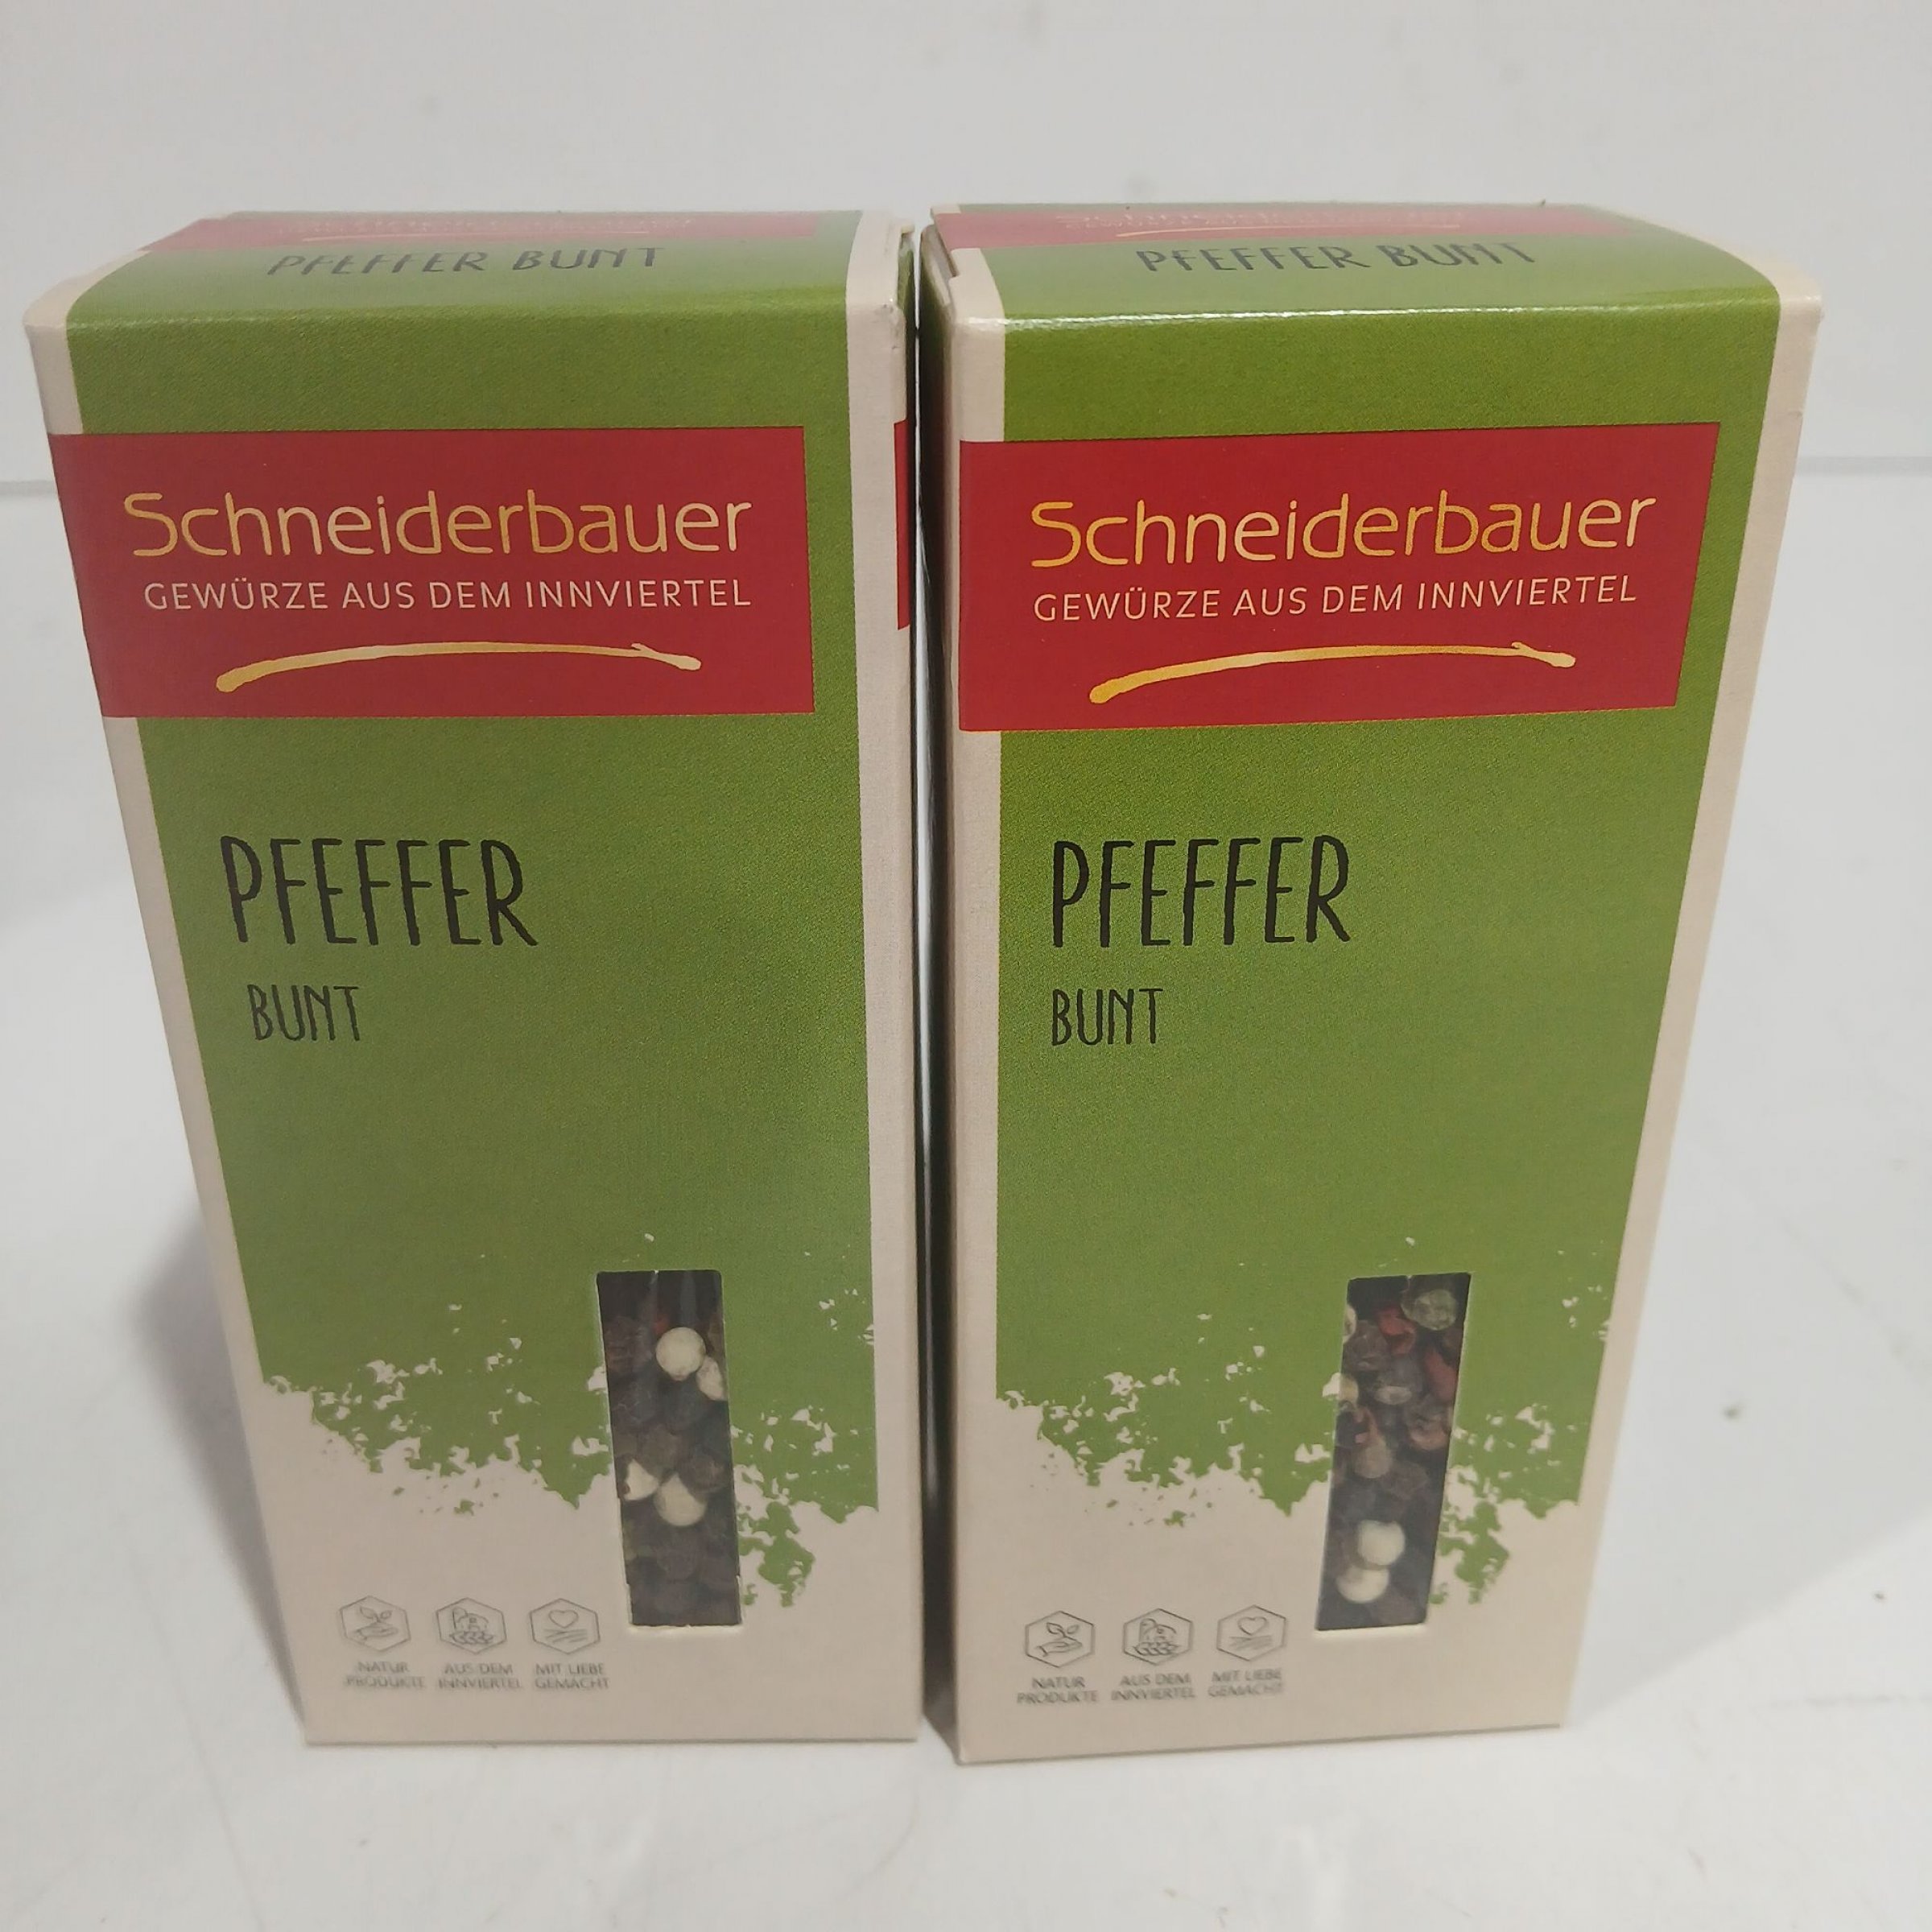 PFEFFER BUNT
Schneiderbauer
GEWÜRZE AUS DEM INNVIERTEL
PFEFFER
BUNT
NATUR
PRODUKTE
AUS DEM
INNVIERTEL
MIT LIEBE
GEMACHT
PFEFFER BUNT
Schneiderbauer
GEWÜRZE AUS DEM INNVIERTEL
PFEFFER
BUNT
NATUR
PRODUKTE
AUS DEM
INNVIERTEL
MIT LIEBE
GEMACHT